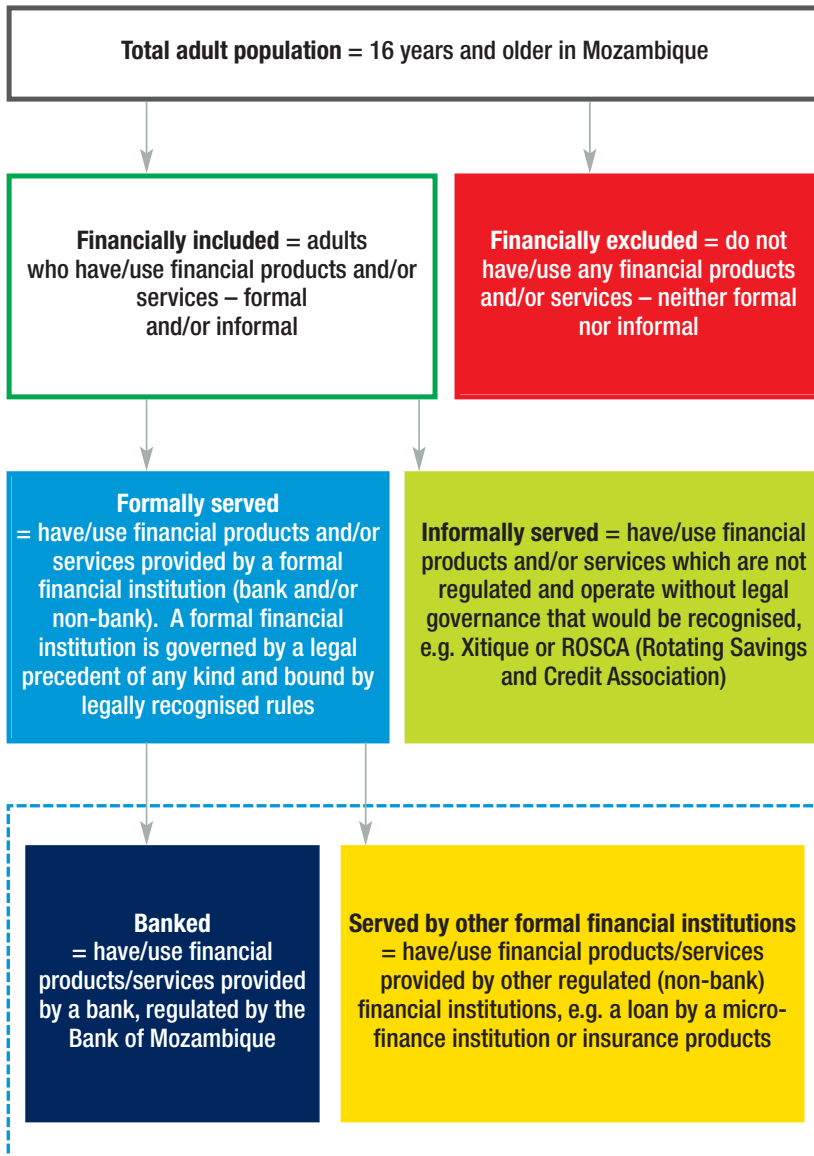 Total adult population = 16 years and older in Mozambique
Financially included = adults
who have/use financial products and/or
services – formal
and/or informal
Financially excluded = do not
have/use any financial products
and/or services – neither formal
nor informal
Formally served
= have/use financial products and/or
services provided by a formal
financial institution (bank and/or
non-bank). A formal financial
institution is governed by a legal
precedent of any kind and bound by
legally recognised rules
Informally served = have/use financial
products and/or services which are not
regulated and operate without legal
governance that would be recognised,
e.g. Xitique or ROSCA (Rotating Savings
and Credit Association)
Banked
= have/use financial
products/services provided
by a bank, regulated by the
Bank of Mozambique
Served by other formal financial institutions
= have/use financial products/services
provided by other regulated (non-bank)
financial institutions, e.g. a loan by a micro-
finance institution or insurance products